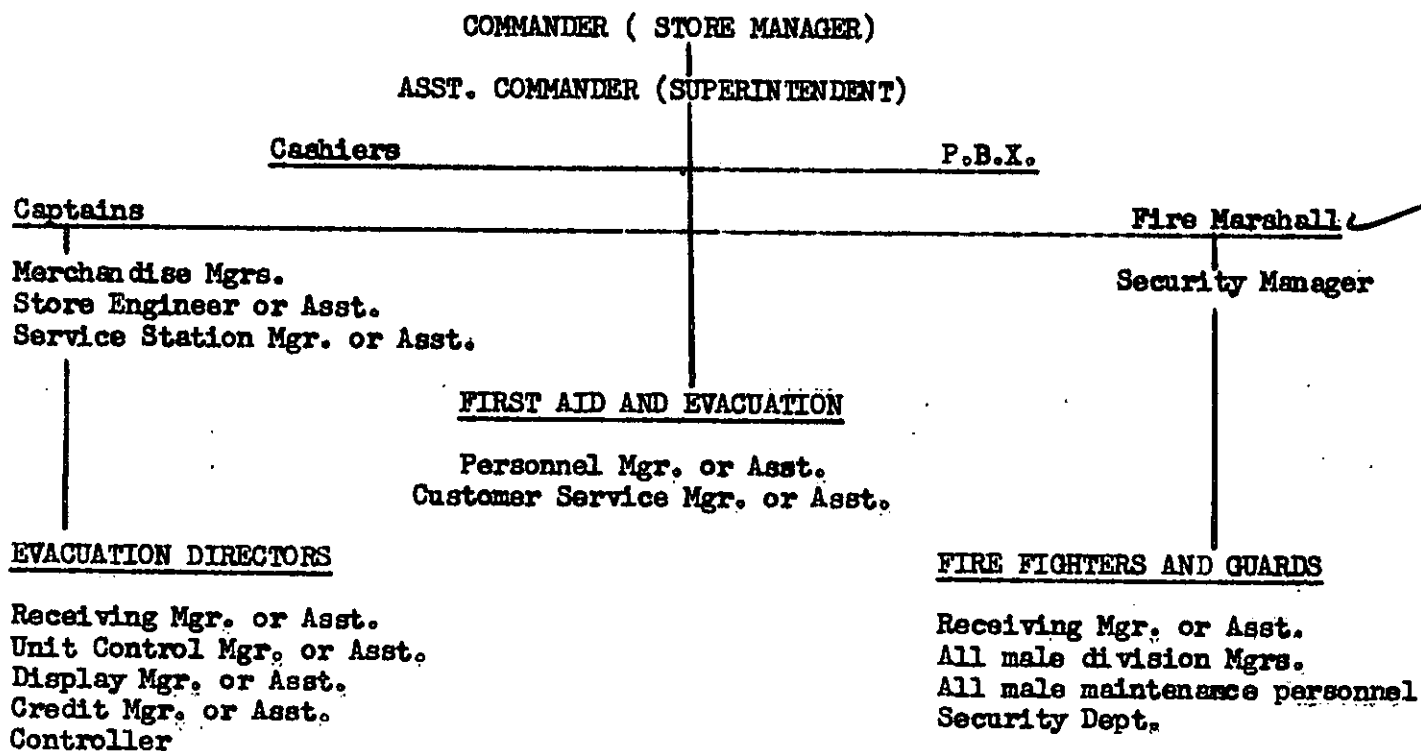 COMMANDER ( STORE MANAGER)
ASST. COMMANDER (SUPERINTENDENT)
Cashiers
P.B.X.
Captains
Fire Marshall
Merchandise Mgrs.
Store Engineer or Asst.
Service Station Mgr. or Asst.
Security Manager
FIRST AID AND EVACUATION
Personnel Mgr. or Asst.
Customer Service Mgr. or Asst.
EVACUATION DIRECTORS
Receiving Mgr. or Asst.
Unit Control Mgr. or Asst.
Display Mgr. or Asst.
Credit Mgr. or Asst.
Controller
FIRE FIGHTERS AND GUARDS
Receiving Mgr. or Asst.
All male division Mgrs.
All male maintenance personnel
Security Dept.